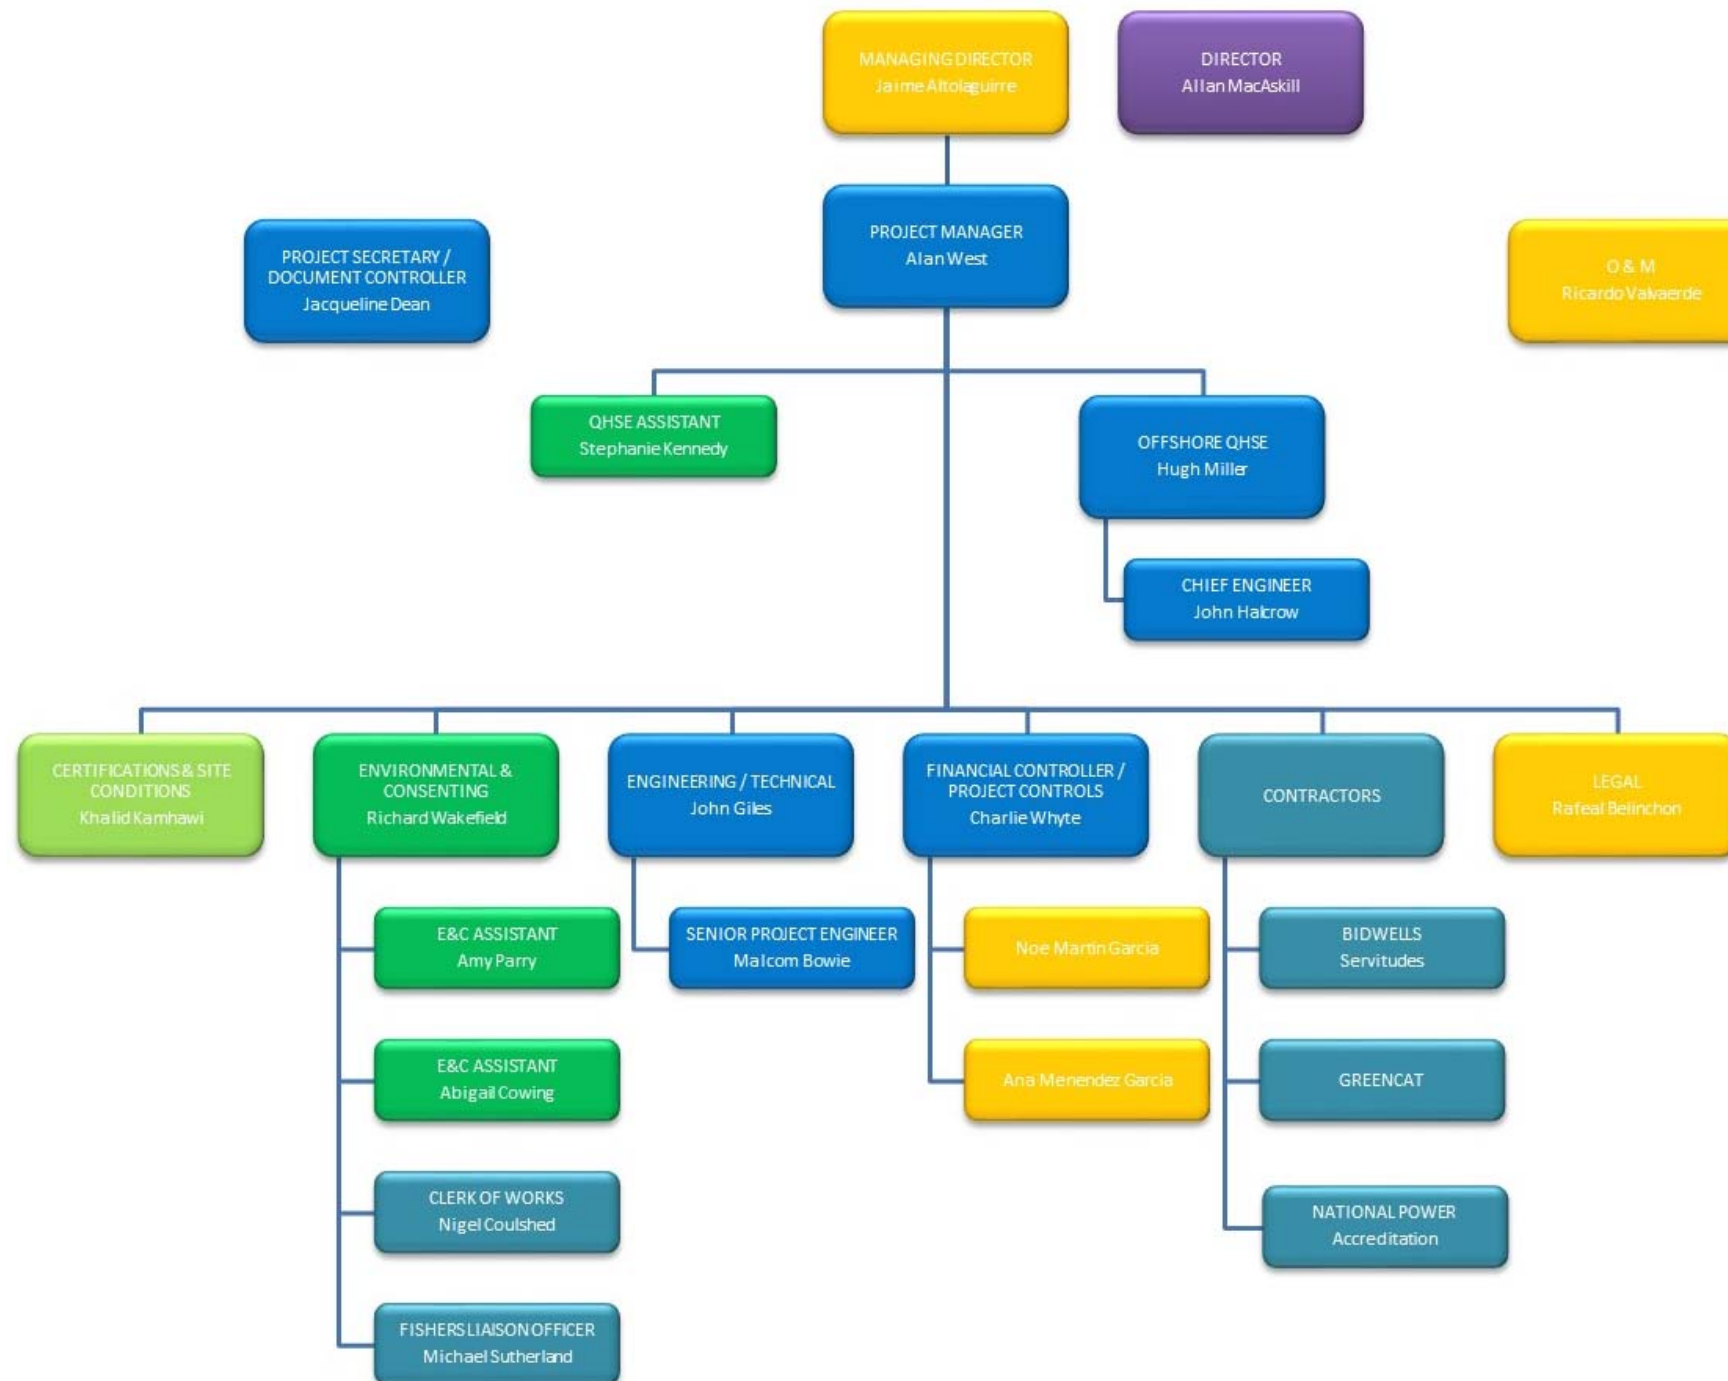 MANAGING DIRECTOR
Jaime Altolaguirre
DIRECTOR
Allan MacAskill
PROJECT MANAGER
Alan West
PROJECT SECRETARY /
DOCUMENT CONTROLLER
Jacqueline Dean
O & M
Ricardo Valvaerde
QHSE ASSISTANT
Stephanie Kennedy
OFFSHORE QHSE
Hugh Miller
CHIEF ENGINEER
John Halcrow
CERTIFICATIONS & SITE
CONDITIONS
Khalid Kamhawi
ENVIRONMENTAL &
CONSENTING
Richard Wakefield
ENGINEERING / TECHNICAL
John Giles
FINANCIAL CONTROLLER /
PROJECT CONTROLS
Charlie Whyte
CONTRACTORS
LEGAL
Rafeal Belinchon
E&C ASSISTANT
Amy Parry
SENIOR PROJECT ENGINEER
Malcom Bowie
Noe Martin Garcia
BIDWELLS
Servitudes
E&C ASSISTANT
Abigail Cowing
Ana Menendez Garcia
GREENCAT
CLERK OF WORKS
Nigel Coulshed
NATIONAL POWER
Accreditation
FISHERS LIAISON OFFICER
Michael Sutherland